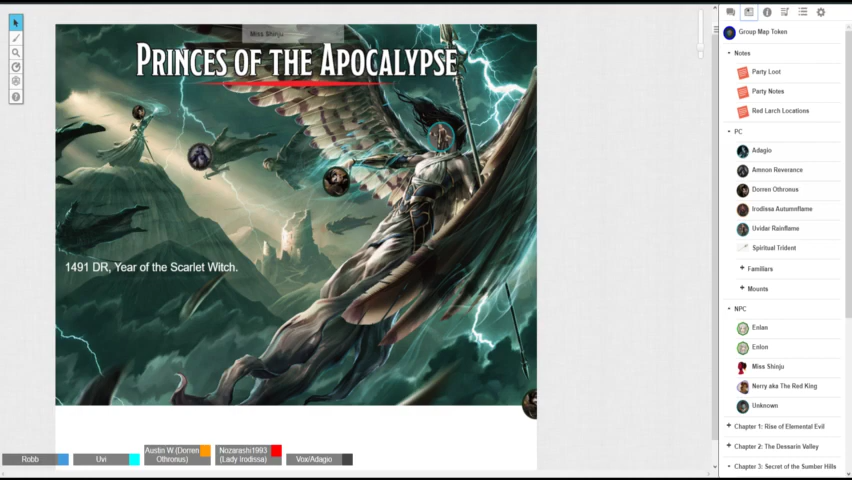 Miss Shinju
PRINCES OF THE APOCALYPSE
1491 DR, Year of the Scarlet Witch.
Robb
Uvi
Austin W (Dorren
Othronus)
Nozarashi1993
(Lady Irodissa)
Vox/Adagio
Group Map Token
Notes
Party Loot
Party Notes
Red Larch Locations
PC
Adagio
Amnon Reverance
Dorren Othronus
Irodissa Autumnflame
Uvidar Rainflame
Spiritual Trident
Familiars
Mounts
NPC
Enlan
Enlon
Miss Shinju
Nerry aka The Red King
Unknown
Chapter 1: Rise of Elemental Evil
Chapter 2: The Dessarin Valley
Chapter 3: Secret of the Sumber Hills